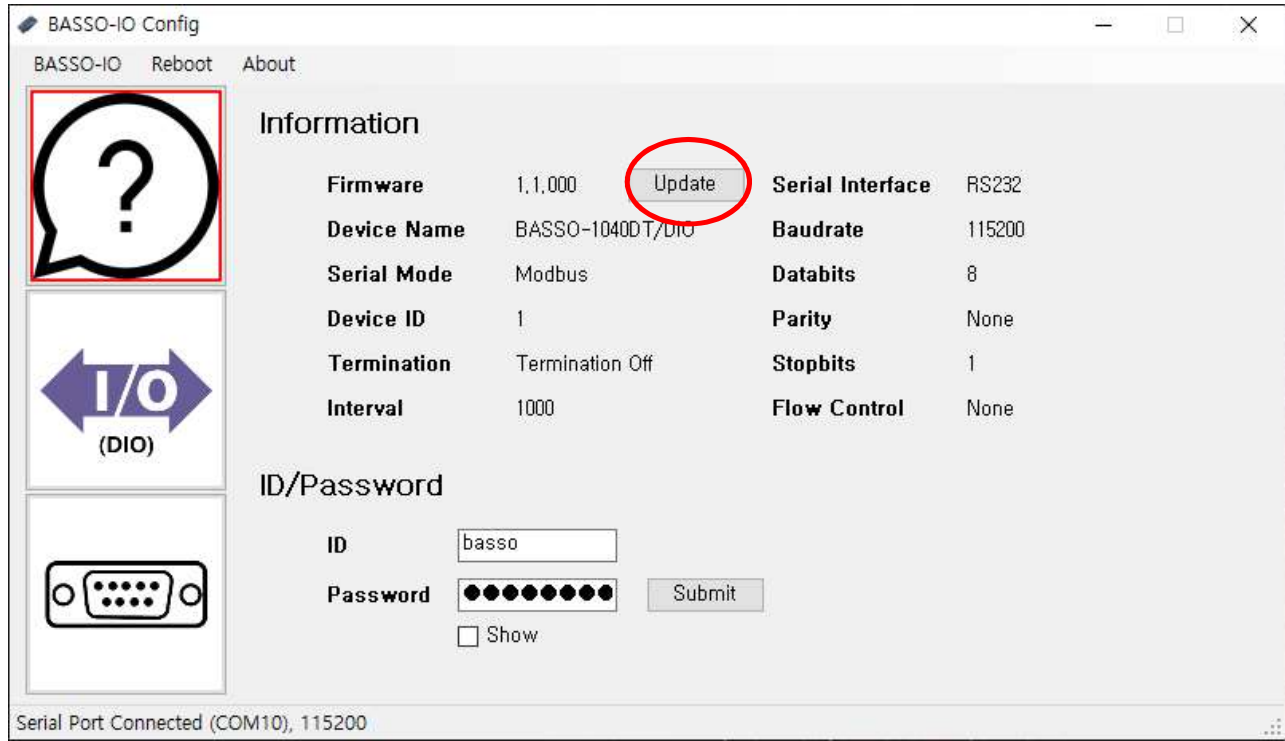 BASSO-IO Config
BASSO-IO Reboot About
?
Information
Firmware 1,1,000 Update Serial Interface RS232
Device Name BASSO-1040DT/DIO Baudrate 115200
Serial Mode Modbus Databits 8
Device ID 1 Parity None
Termination Termination Off Stopbits 1
Interval 1000 Flow Control None
I/O
(DIO)
ID/Password
ID basso
Password ●●●●●●●● Submit
Show
Serial Port Connected (COM10), 115200